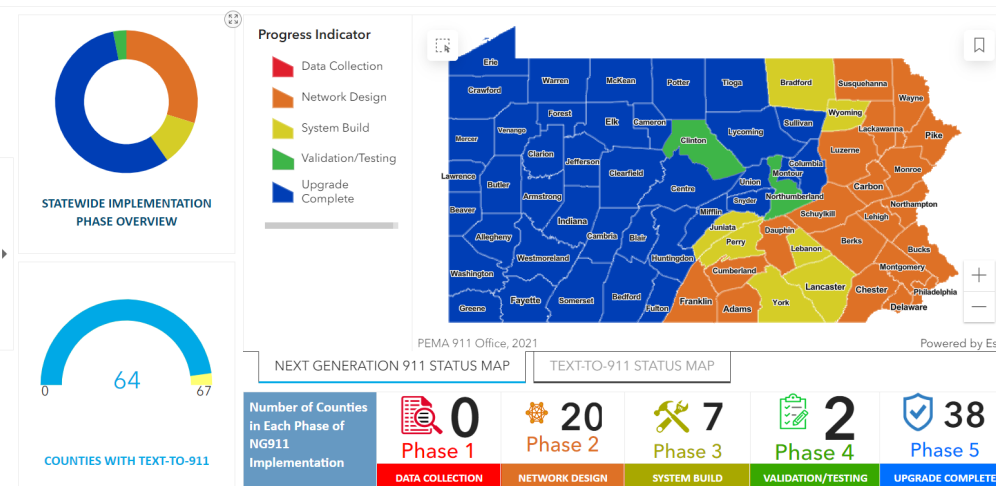 Progress Indicator
Data Collection
Network Design
System Build
Validation/Testing
Upgrade
Complete
STATEWIDE IMPLEMENTATION
PHASE OVERVIEW
64
0
67
COUNTIES WITH TEXT-TO-911
Erie
Crawford
Warren
McKean
Potter
Tioga
Bradford
Susquehanna
Wayne
Forest
Elk
Cameron
Wyoming
Mercer
Venango
Clinton
Lycoming
Sullivan
Lackawanna
Pike
Clarion
Jefferson
Clearfield
Luzerne
Lawrence
Butler
Centre
Union
Columbia
Montour
Monroe
Armstrong
Snyder
Northumberland
Carbon
Beaver
Indiana
Mifflin
Schuylkill
Northampton
Allegheny
Cambria
Blair
Juniata
Perry
Dauphin
Lebanon
Lehigh
Berks
Bucks
Westmoreland
Huntingdon
Montgomery
Washington
Cumberland
Lancaster
Chester
Philadelphia
Greene
Fayette
Somerset
Bedford
Fulton
Franklin
Adams
York
Delaware
PEMA 911 Office, 2021
Powered by Es
NEXT GENERATION 911 STATUS MAP
TEXT-TO-911 STATUS MAP
Number of Counties
in Each Phase of
NG911
Implementation
0
Phase 1
DATA COLLECTION
20
Phase 2
NETWORK DESIGN
7
Phase 3
SYSTEM BUILD
2
Phase 4
VALIDATION/TESTING
38
Phase 5
UPGRADE COMPLETE